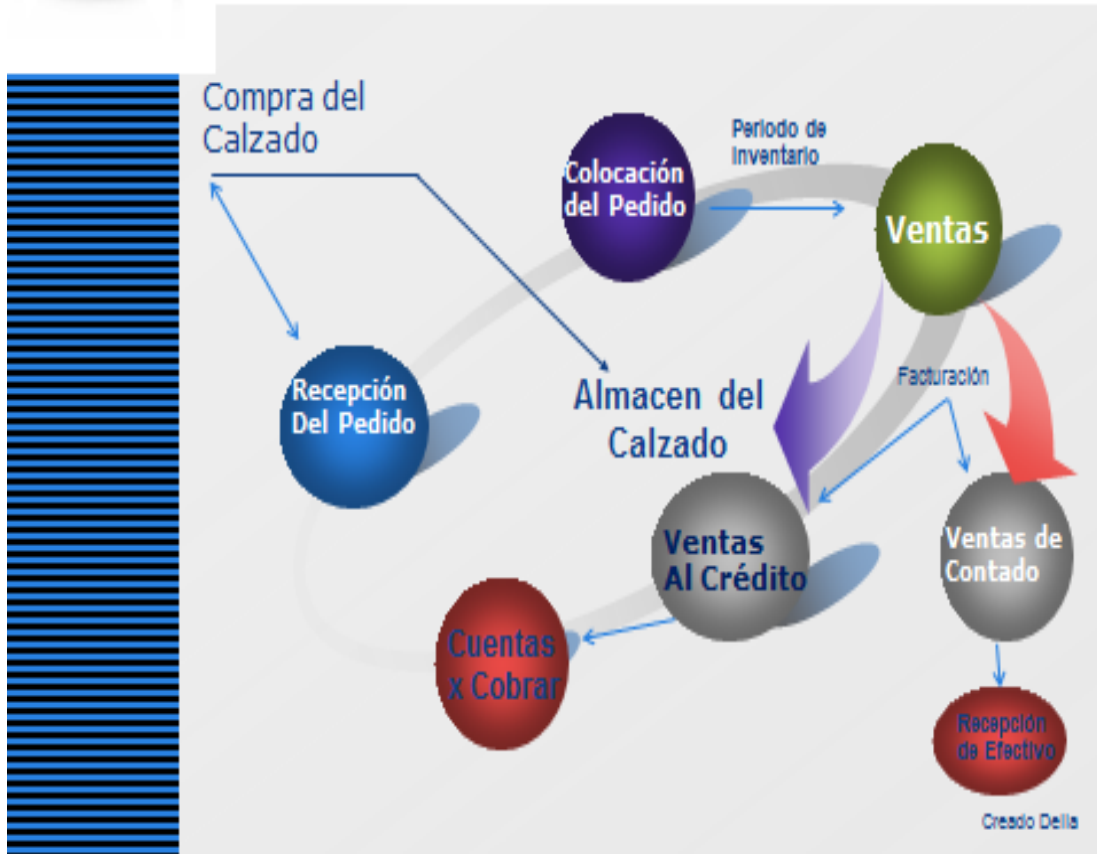 Compra del
Calzado
Periodo de
Inventario
Colocación
del Pedido
Ventas
Recepción
Del Pedido
Almacen del
Calzado
Facturación
Ventas
Al Crédito
Ventas de
Contado
Cuentas
x Cobrar
Recepción
de Efectivo
Creado Delia